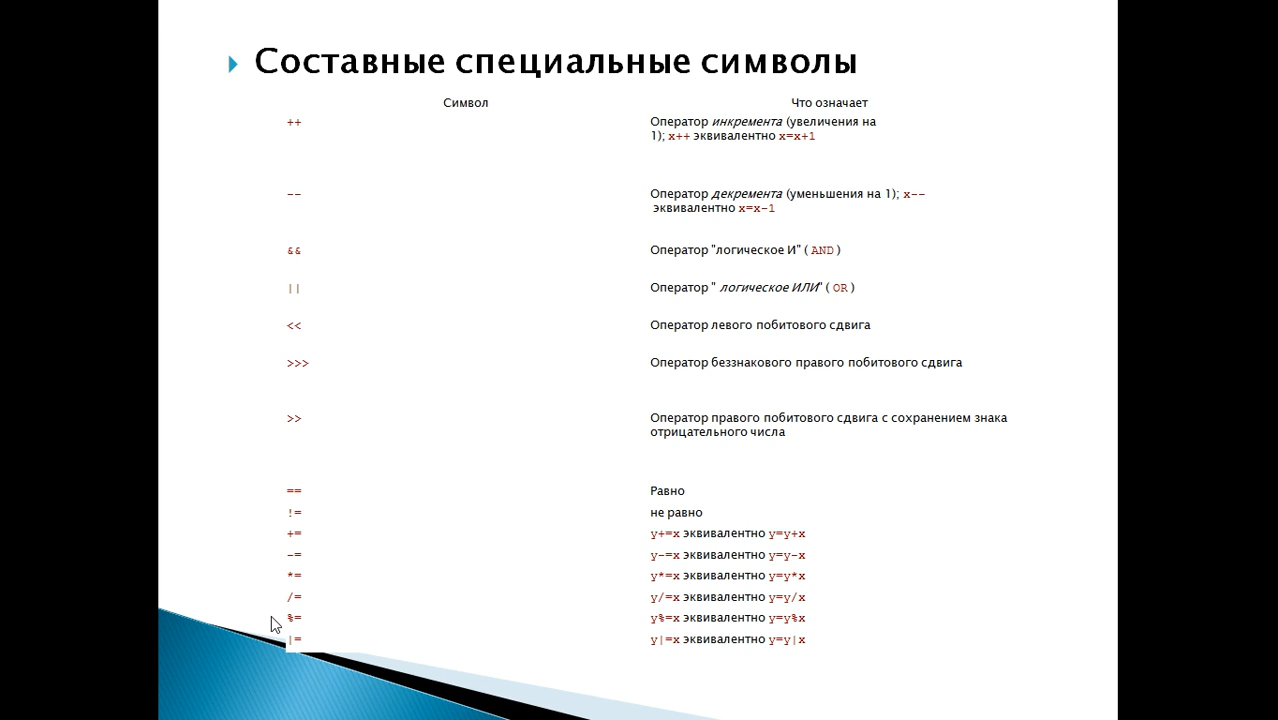 Составные специальные символы
Символ Что означает
++ Оператор инкремента (увеличения на
1); x++ эквивалентно x=x+1
-- Оператор декремента (уменьшения на 1); x--
эквивалентно x=x-1
&& Оператор "логическое И" ( AND )
|| Оператор " логическое ИЛИ" ( OR )
<< Оператор левого побитового сдвига
>>> Оператор беззнакового правого побитового сдвига
>> Оператор правого побитового сдвига с сохранением знака
отрицательного числа
== Равно
!= не равно
+= y+=x эквивалентно y=y+x
-= y-=x эквивалентно y=y-x
*= y*=x эквивалентно y=y*x
/= y/=x эквивалентно y=y/x
%= y%=x эквивалентно y=y%x
|= y|=x эквивалентно y=y|x